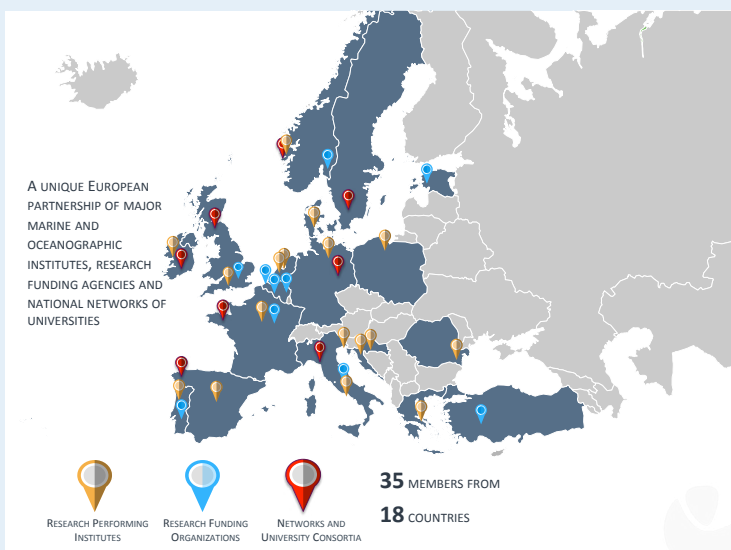 A UNIQUE EUROPEAN
PARTNERSHIP OF MAJOR
MARINE AND
OCEANOGRAPHIC
INSTITUTES, RESEARCH
FUNDING AGENCIES AND
NATIONAL NETWORKS OF
UNIVERSITIES
35 MEMBERS FROM
18 COUNTRIES
RESEARCH PERFORMING
INSTITUTES
RESEARCH FUNDING
ORGANIZATIONS
NETWORKS AND
UNIVERSITY CONSORTIA